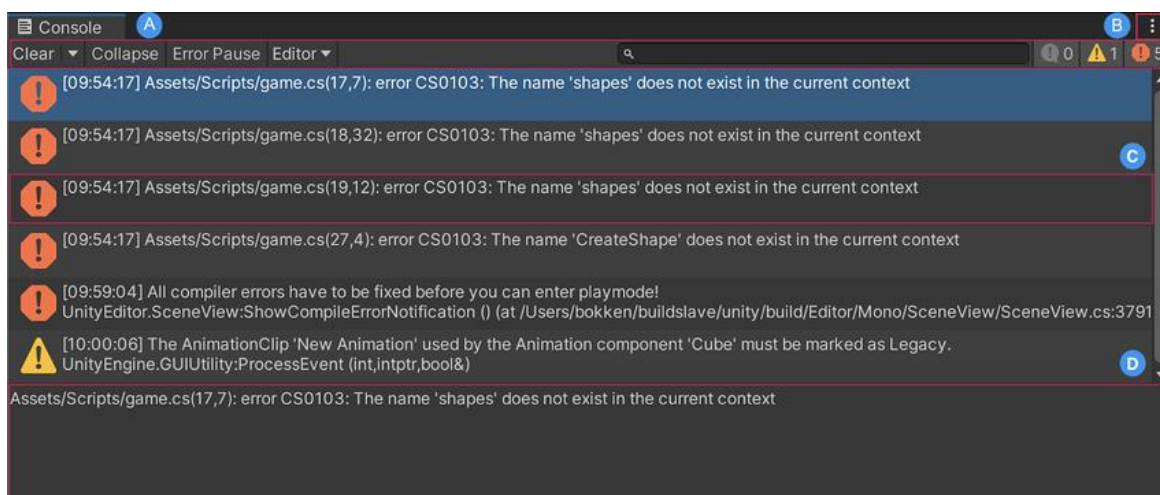 Console A B
Clear Collapse Error Pause Editor 0 1 5
[09:54:17] Assets/Scripts/game.cs(17,7): error CS0103: The name 'shapes' does not exist in the current context
[09:54:17] Assets/Scripts/game.cs(18,32): error CS0103: The name 'shapes' does not exist in the current context
C
[09:54:17] Assets/Scripts/game.cs(19,12): error CS0103: The name 'shapes' does not exist in the current context
[09:54:17] Assets/Scripts/game.cs(27,4): error CS0103: The name 'CreateShape' does not exist in the current context
[09:59:04] All compiler errors have to be fixed before you can enter playmode!
UnityEditor.SceneView:ShowCompileErrorNotification () (at /Users/bokken/buildslave/unity/build/Editor/Mono/SceneView/SceneView.cs:3791
[10:00:06] The AnimationClip 'New Animation' used by the Animation component 'Cube' must be marked as Legacy.
UnityEngine.GUIUtility:ProcessEvent (int,intptr,bool&)
D
Assets/Scripts/game.cs(17,7): error CS0103: The name 'shapes' does not exist in the current context